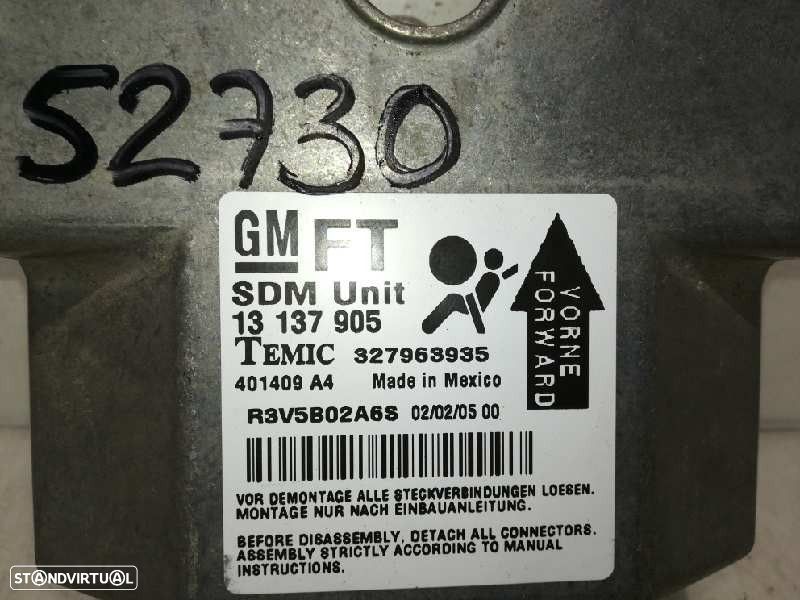 52730
GM FT
SDM Unit
13 137 905
TEMIC 327963935
401409 A4 Made in Mexico
VORNE
FORWARD
R3V5B02A6S 02/02/05 00
VOR DEMONTAGE ALLE STECKVERBINDUNGEN LOESEN.
MONTAGE NUR NACH EINBAUANLEITUNG.
BEFORE DISASSEMBLY, DETACH ALL CONNECTORS.
ASSEMBLY STRICTLY ACCORDING TO MANUAL
INSTRUCTIONS.
STANDVIRTUAL